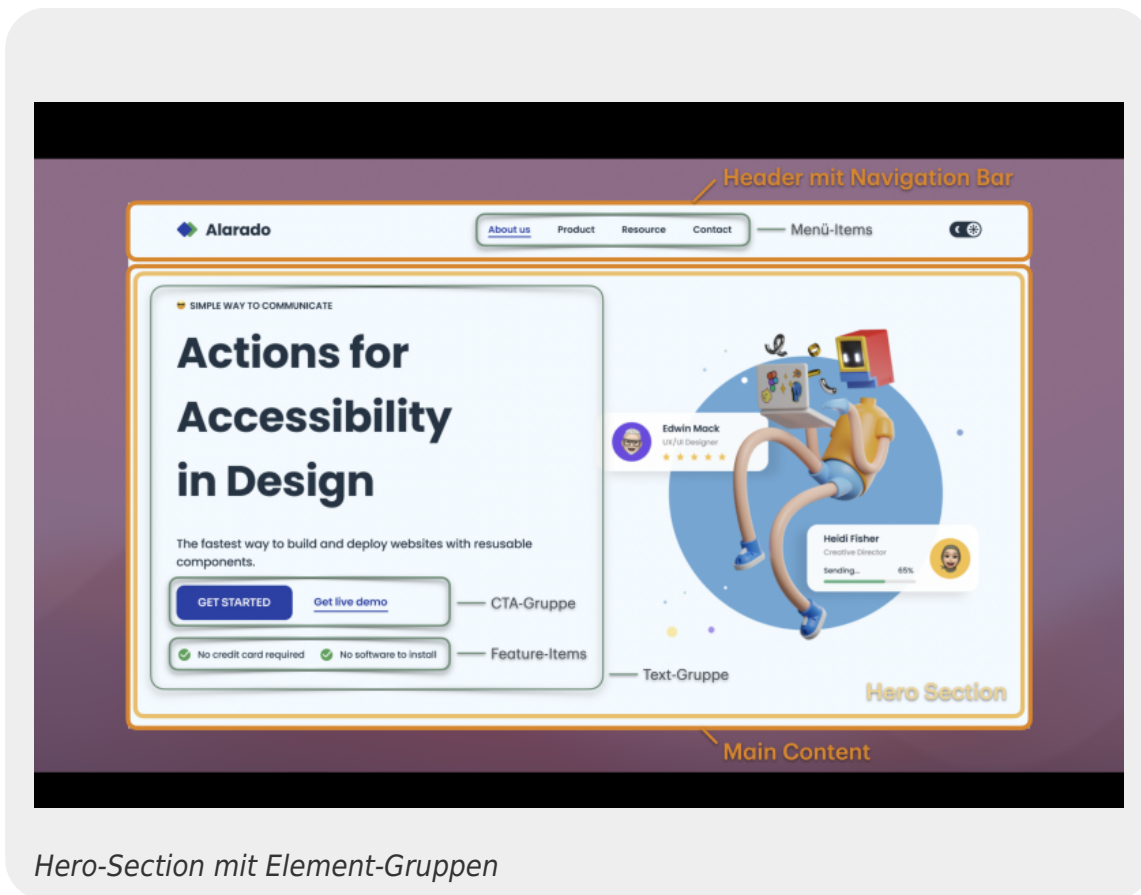 Header mit Navigation Bar
Alarado
About us
Product
Resource
Contact
Menü-Items
SIMPLE WAY TO COMMUNICATE
Actions for
Accessibility
in Design
The fastest way to build and deploy websites with resusable
components.
GET STARTED
Get live demo
CTA-Gruppe
No credit card required
No software to install
Feature-Items
Text-Gruppe
Edwin Mack
UX/UI Designer
Heidi Fisher
Creative Director
Sending...
65%
Hero Section
Main Content
Hero-Section mit Element-Gruppen